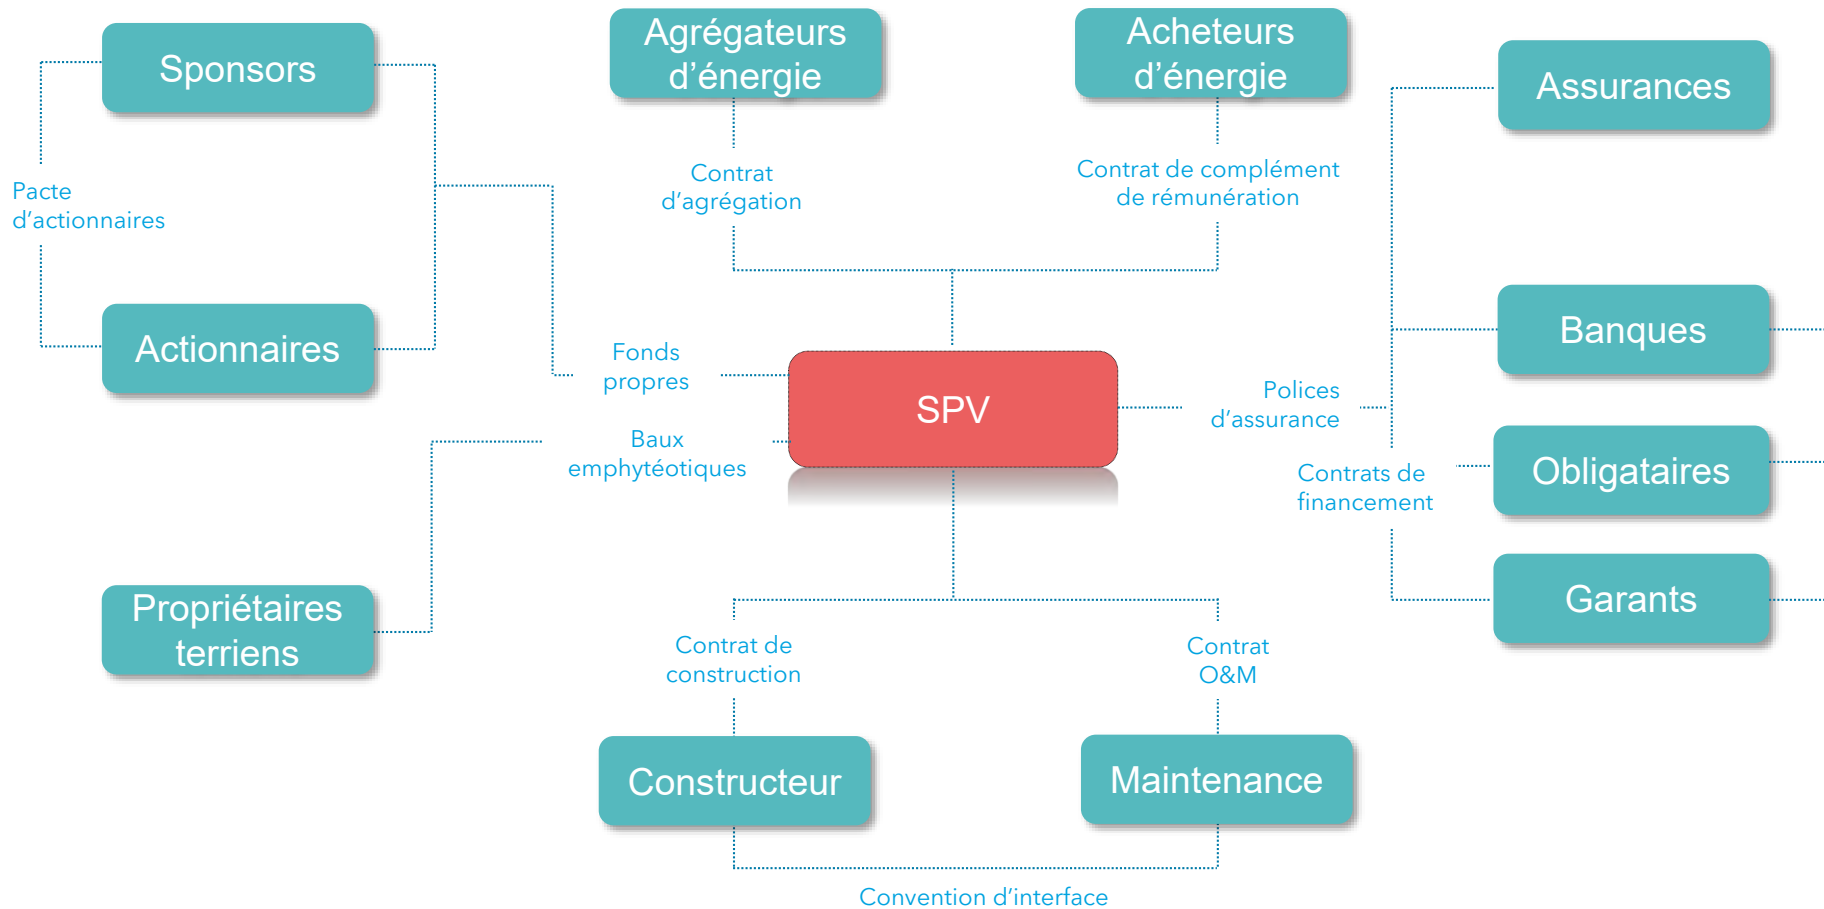 Sponsors
Agrégateurs
d’énergie
Acheteurs
d’énergie
Assurances
Pacte
d’actionnaires
Contrat
d’agrégation
Contrat de complément
de rémunération
Actionnaires
Fonds
propres
SPV
Banques
Polices
d’assurance
Baux
emphytéotiques
Contrats de
financement
Obligataires
Propriétaires
terriens
Garants
Contrat de
construction
Contrat
O&M
Constructeur
Maintenance
Convention d’interface